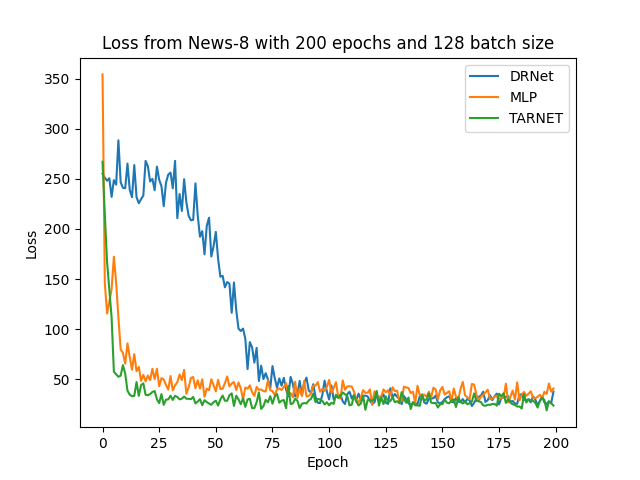 Loss from News-8 with 200 epochs and 128 batch size
DRNet
MLP
TARNET
350
300
250
200
150
100
50
Loss
0
25
50
75
100
125
150
175
200
Epoch